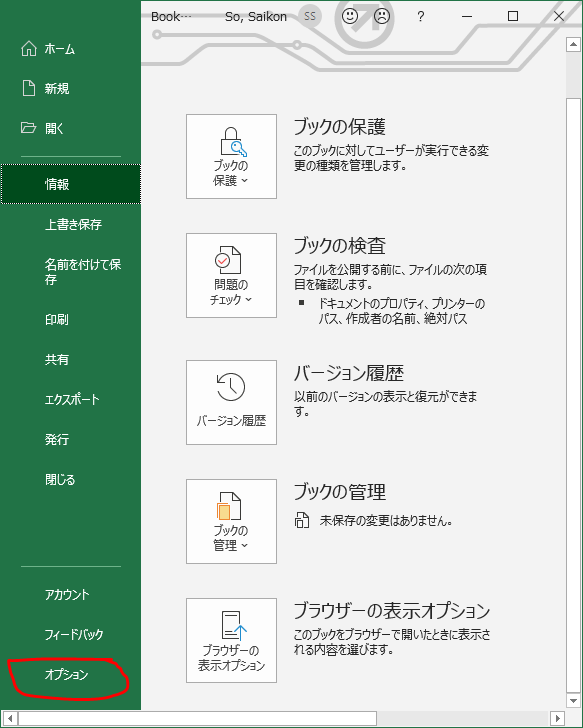 Book… So, Saikon SS ?
ホーム
新規
開く
情報
上書き保存
名前を付けて保
存
印刷
共有
エクスポート
発行
閉じる
アカウント
フィードバック
オプション
ブックの
保護
ブックの保護
このブックに対してユーザーが実行できる変
更の種類を管理します。
問題の
チェック
ブックの検査
ファイルを公開する前に、ファイルの次の項
目を確認します。
■ ドキュメントのプロパティ、プリンターの
パス、作成者の名前、絶対パス
バージョン履歴
バージョン履歴
以前のバージョンの表示と復元ができま
す。
ブックの
管理
ブックの管理
未保存の変更はありません。
ブラウザーの
表示オプション
ブラウザーの表示オプション
このブックをブラウザーで開いたときに表示さ
れる内容を選びます。